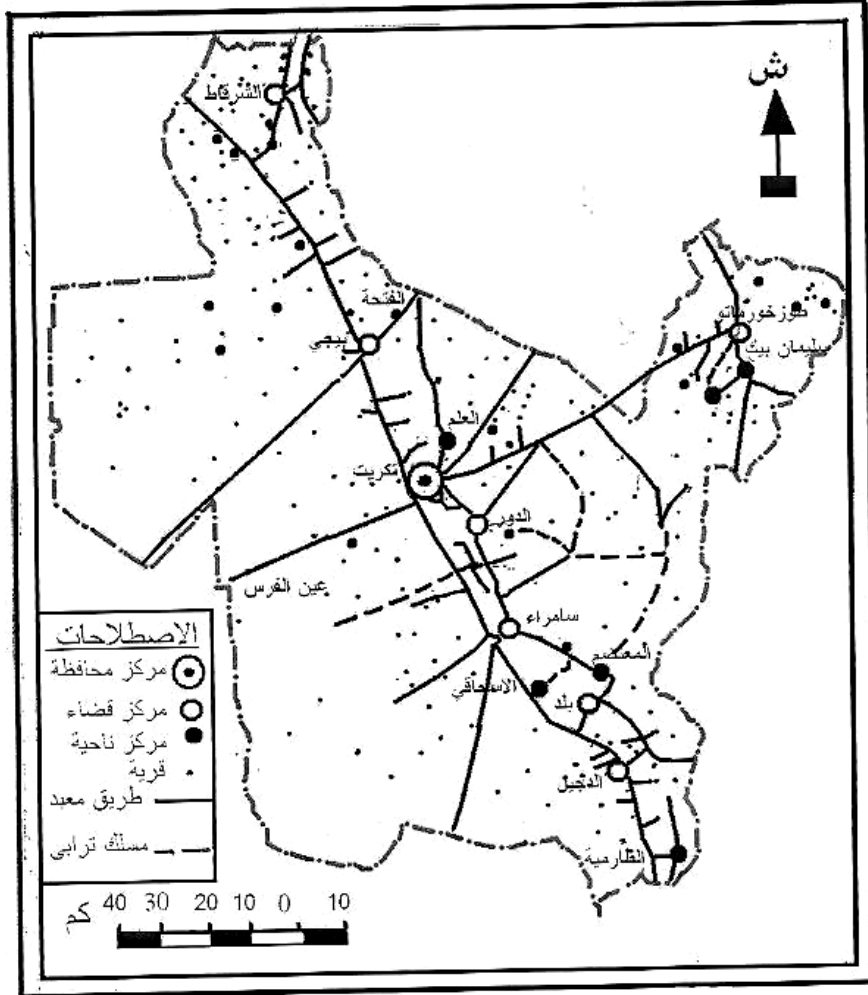 ش
الشرقاط
الفتحة
بيجي
طوزخورماتو
سليمان بيك
العلم
تكريت
الدور
عين الفرس
سامراء
المعتصم
الاسحاقي
بلد
الدجيل
الطارمية
الاصطلاحات
مركز محافظة
مركز قضاء
مركز ناحية
قرية
طريق معبد
مسلك ترابي
كم 40 30 20 10 0 10